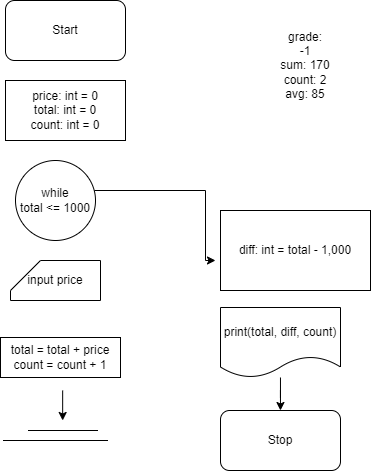 Start
grade:
-1
sum: 170
count: 2
avg: 85
price: int = 0
total: int = 0
count: int = 0
while
total <= 1000
diff: int = total - 1,000
input price
print(total, diff, count)
total = total + price
count = count + 1
Stop